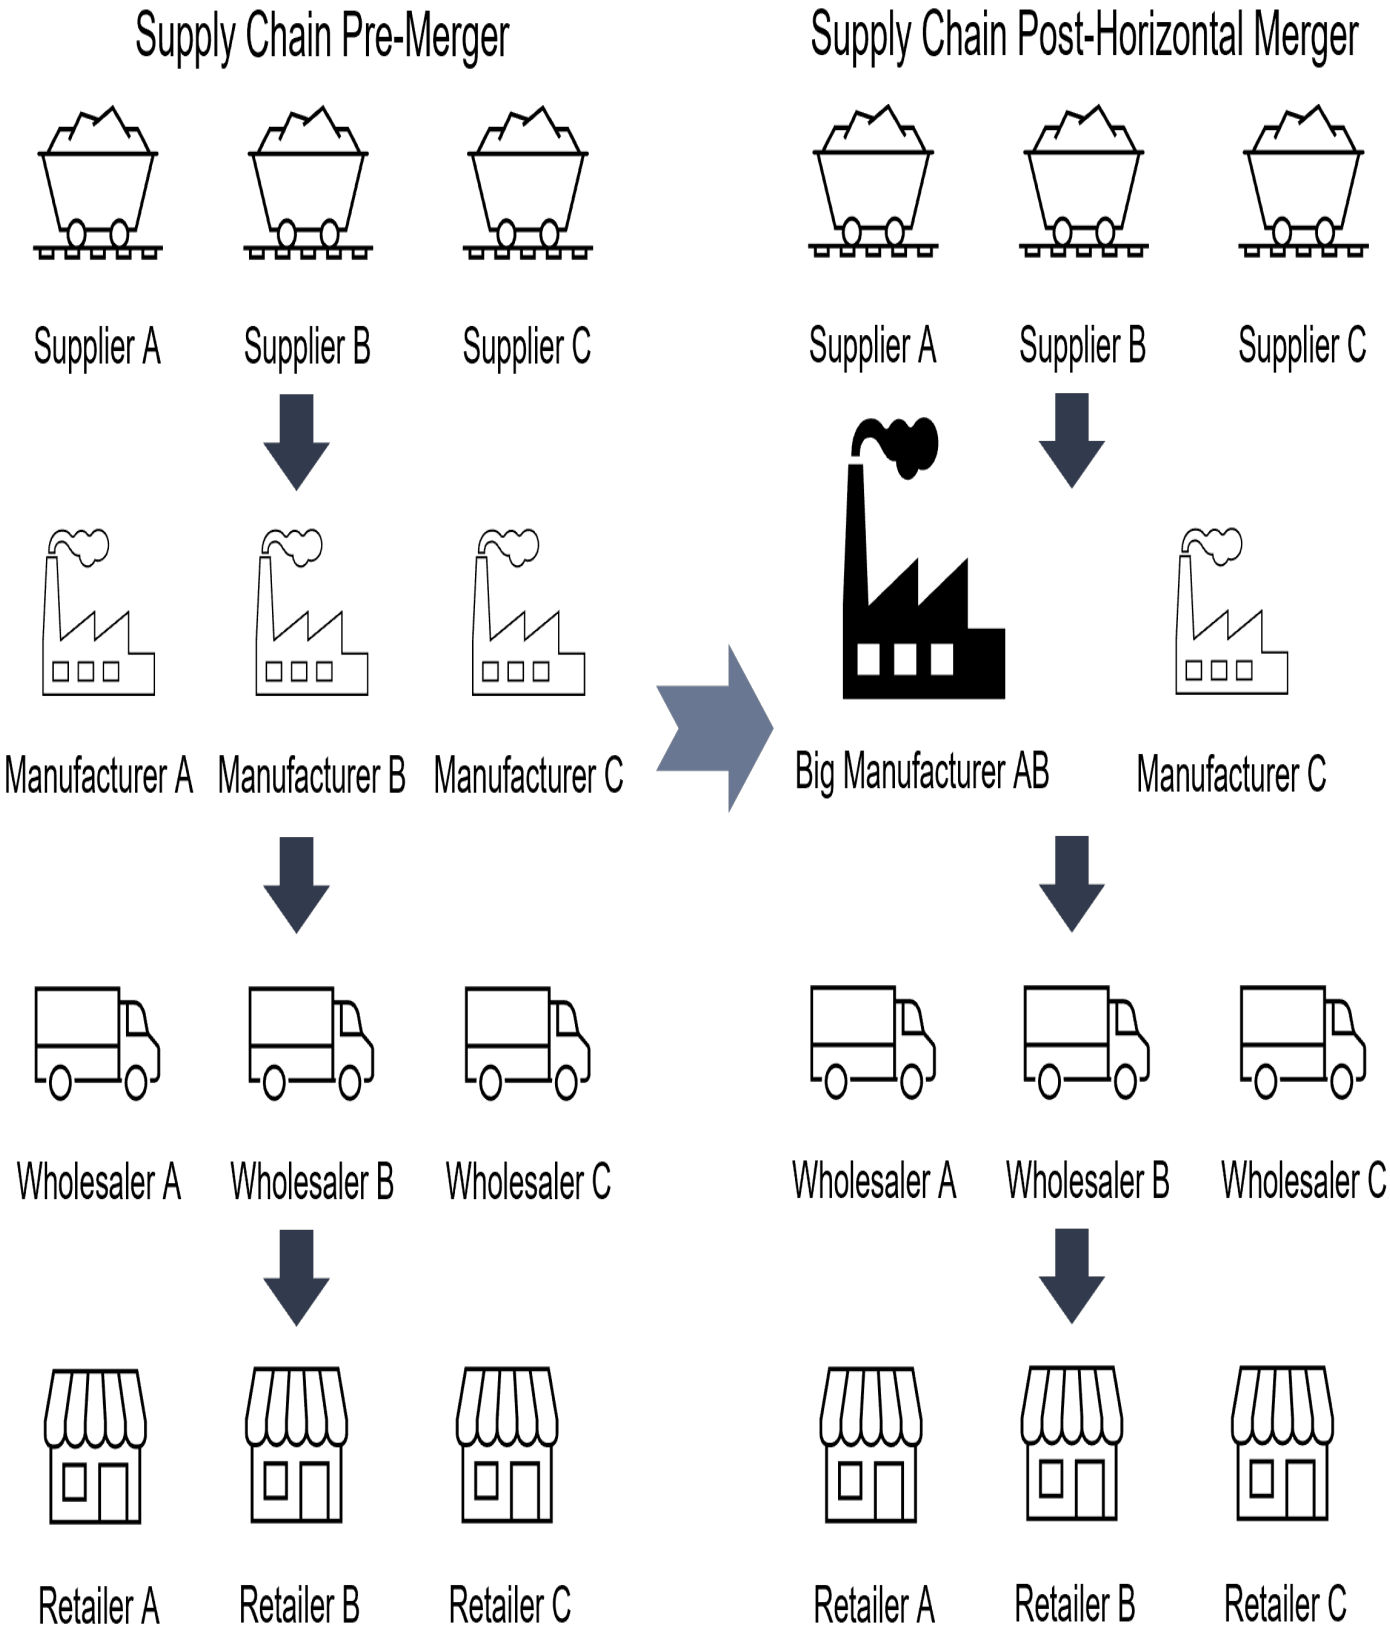 Supply Chain Pre-Merger
Supplier A Supplier B Supplier C
Manufacturer A Manufacturer B Manufacturer C
Wholesaler A Wholesaler B Wholesaler C
Retailer A Retailer B Retailer C
Supply Chain Post-Horizontal Merger
Supplier A Supplier B Supplier C
Big Manufacturer AB Manufacturer C
Wholesaler A Wholesaler B Wholesaler C
Retailer A Retailer B Retailer C